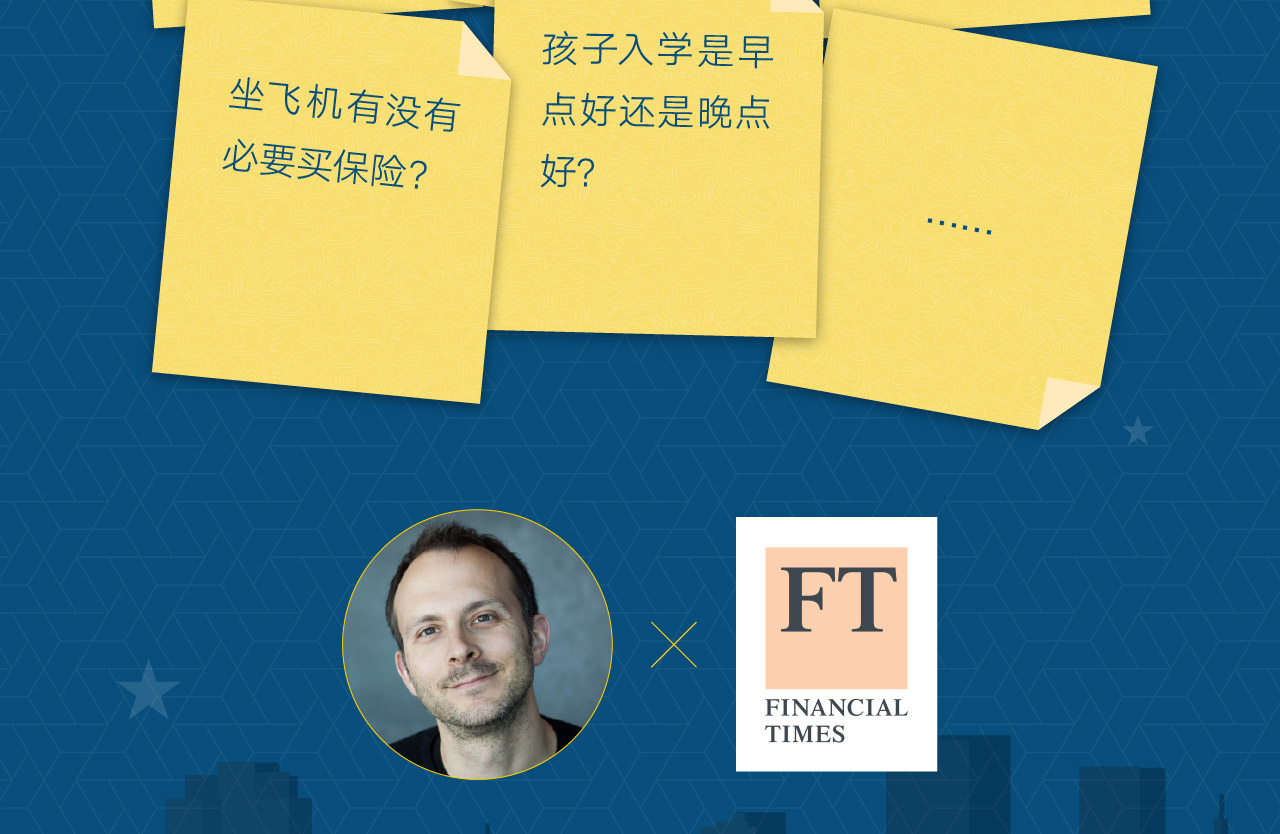 坐飞机有没有
必要买保险?
孩子入学是早
点好还是晚点
好?
……
FT
FINANCIAL
TIMES